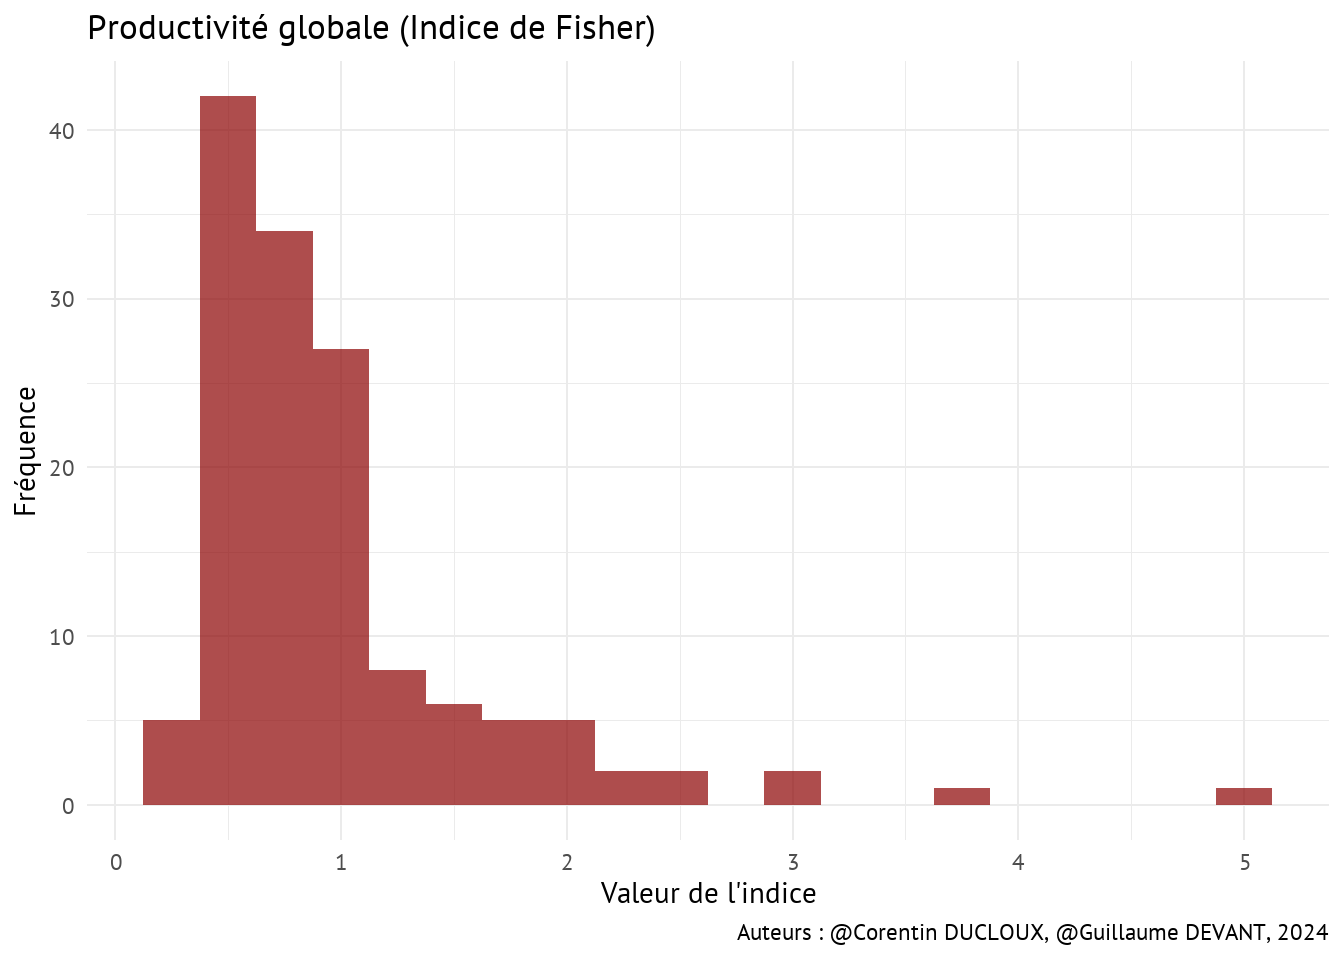 Productivité globale (Indice de Fisher)
Fréquence
40
30
20
10
0
0 1 2 3 4 5
Valeur de l'indice
Auteurs : @Corentin DUCLOUX, @Guillaume DEVANT, 2024